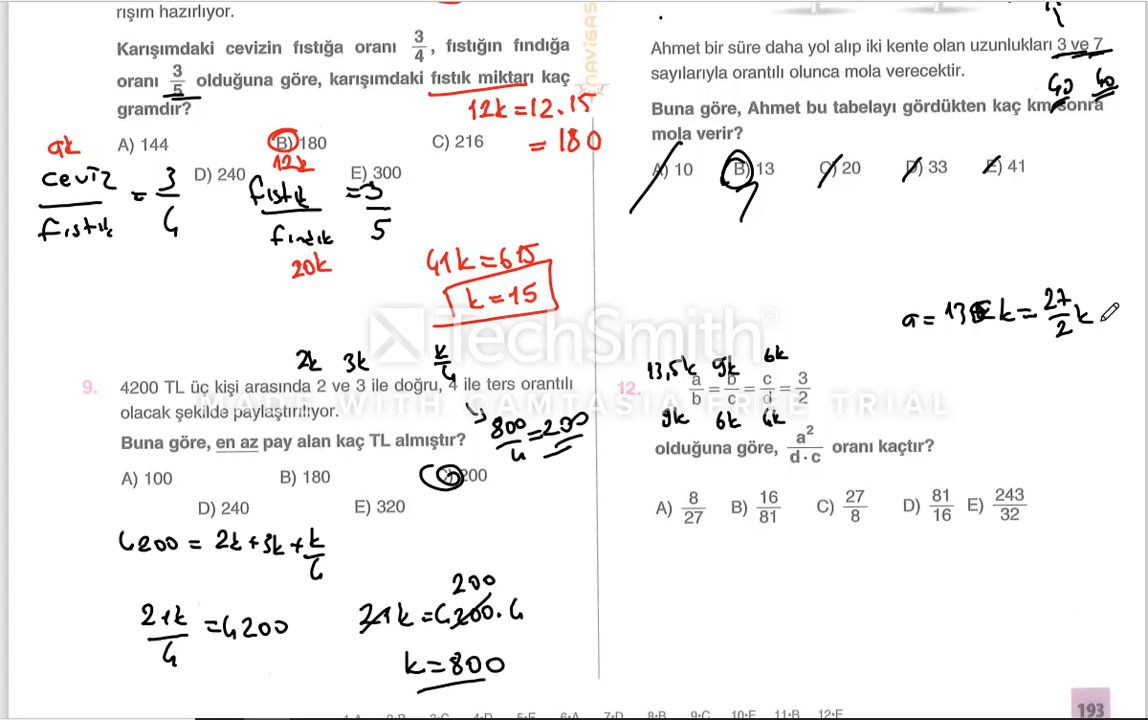 rışım hazırlıyor.
Karışımdaki cevizin fıstığa oranı 3/4, fıstığın fındığa
oranı 3/5 olduğuna göre, karışımdaki fıstık miktarı kaç
gramdır?
A) 144 B) 180 C) 216
D) 240 E) 300
9k
ceviz/fıstık = 3/4
12k
fıstık/fındık = 3/5
20k
12k = 12.15
= 180
41k = 615
k = 15
NAVİGAS
2k 3k k/4
9. 4200 TL üç kişi arasında 2 ve 3 ile doğru, 4 ile ters orantılı
olacak şekilde paylaştırılıyor.
Buna göre, en az pay alan kaç TL almıştır?
800/4 = 200
A) 100 B) 180 C) 200
D) 240 E) 320
4200 = 2k + 3k + k/4
21k/4 = 4200
200
21k = 4200.4
k = 800
Ahmet bir süre daha yol alıp iki kente olan uzunlukları 3 ve 7
sayılarıyla orantılı olunca mola verecektir.
40 40
Buna göre, Ahmet bu tabelayı gördükten kaç km sonra
mola verir?
A) 10 B) 13 C) 20 D) 33 E) 41
a = 13,5k = 27/2 k
13,5k 9k 6k
12. a/b = b/c = c/d = 3/2
9k 6k 4k
olduğuna göre, a²/d·c oranı kaçtır?
A) 8/27 B) 16/81 C) 27/8 D) 81/16 E) 243/32
TechSmith®
MADE WITH CAMTASIA FREE TRIAL
193